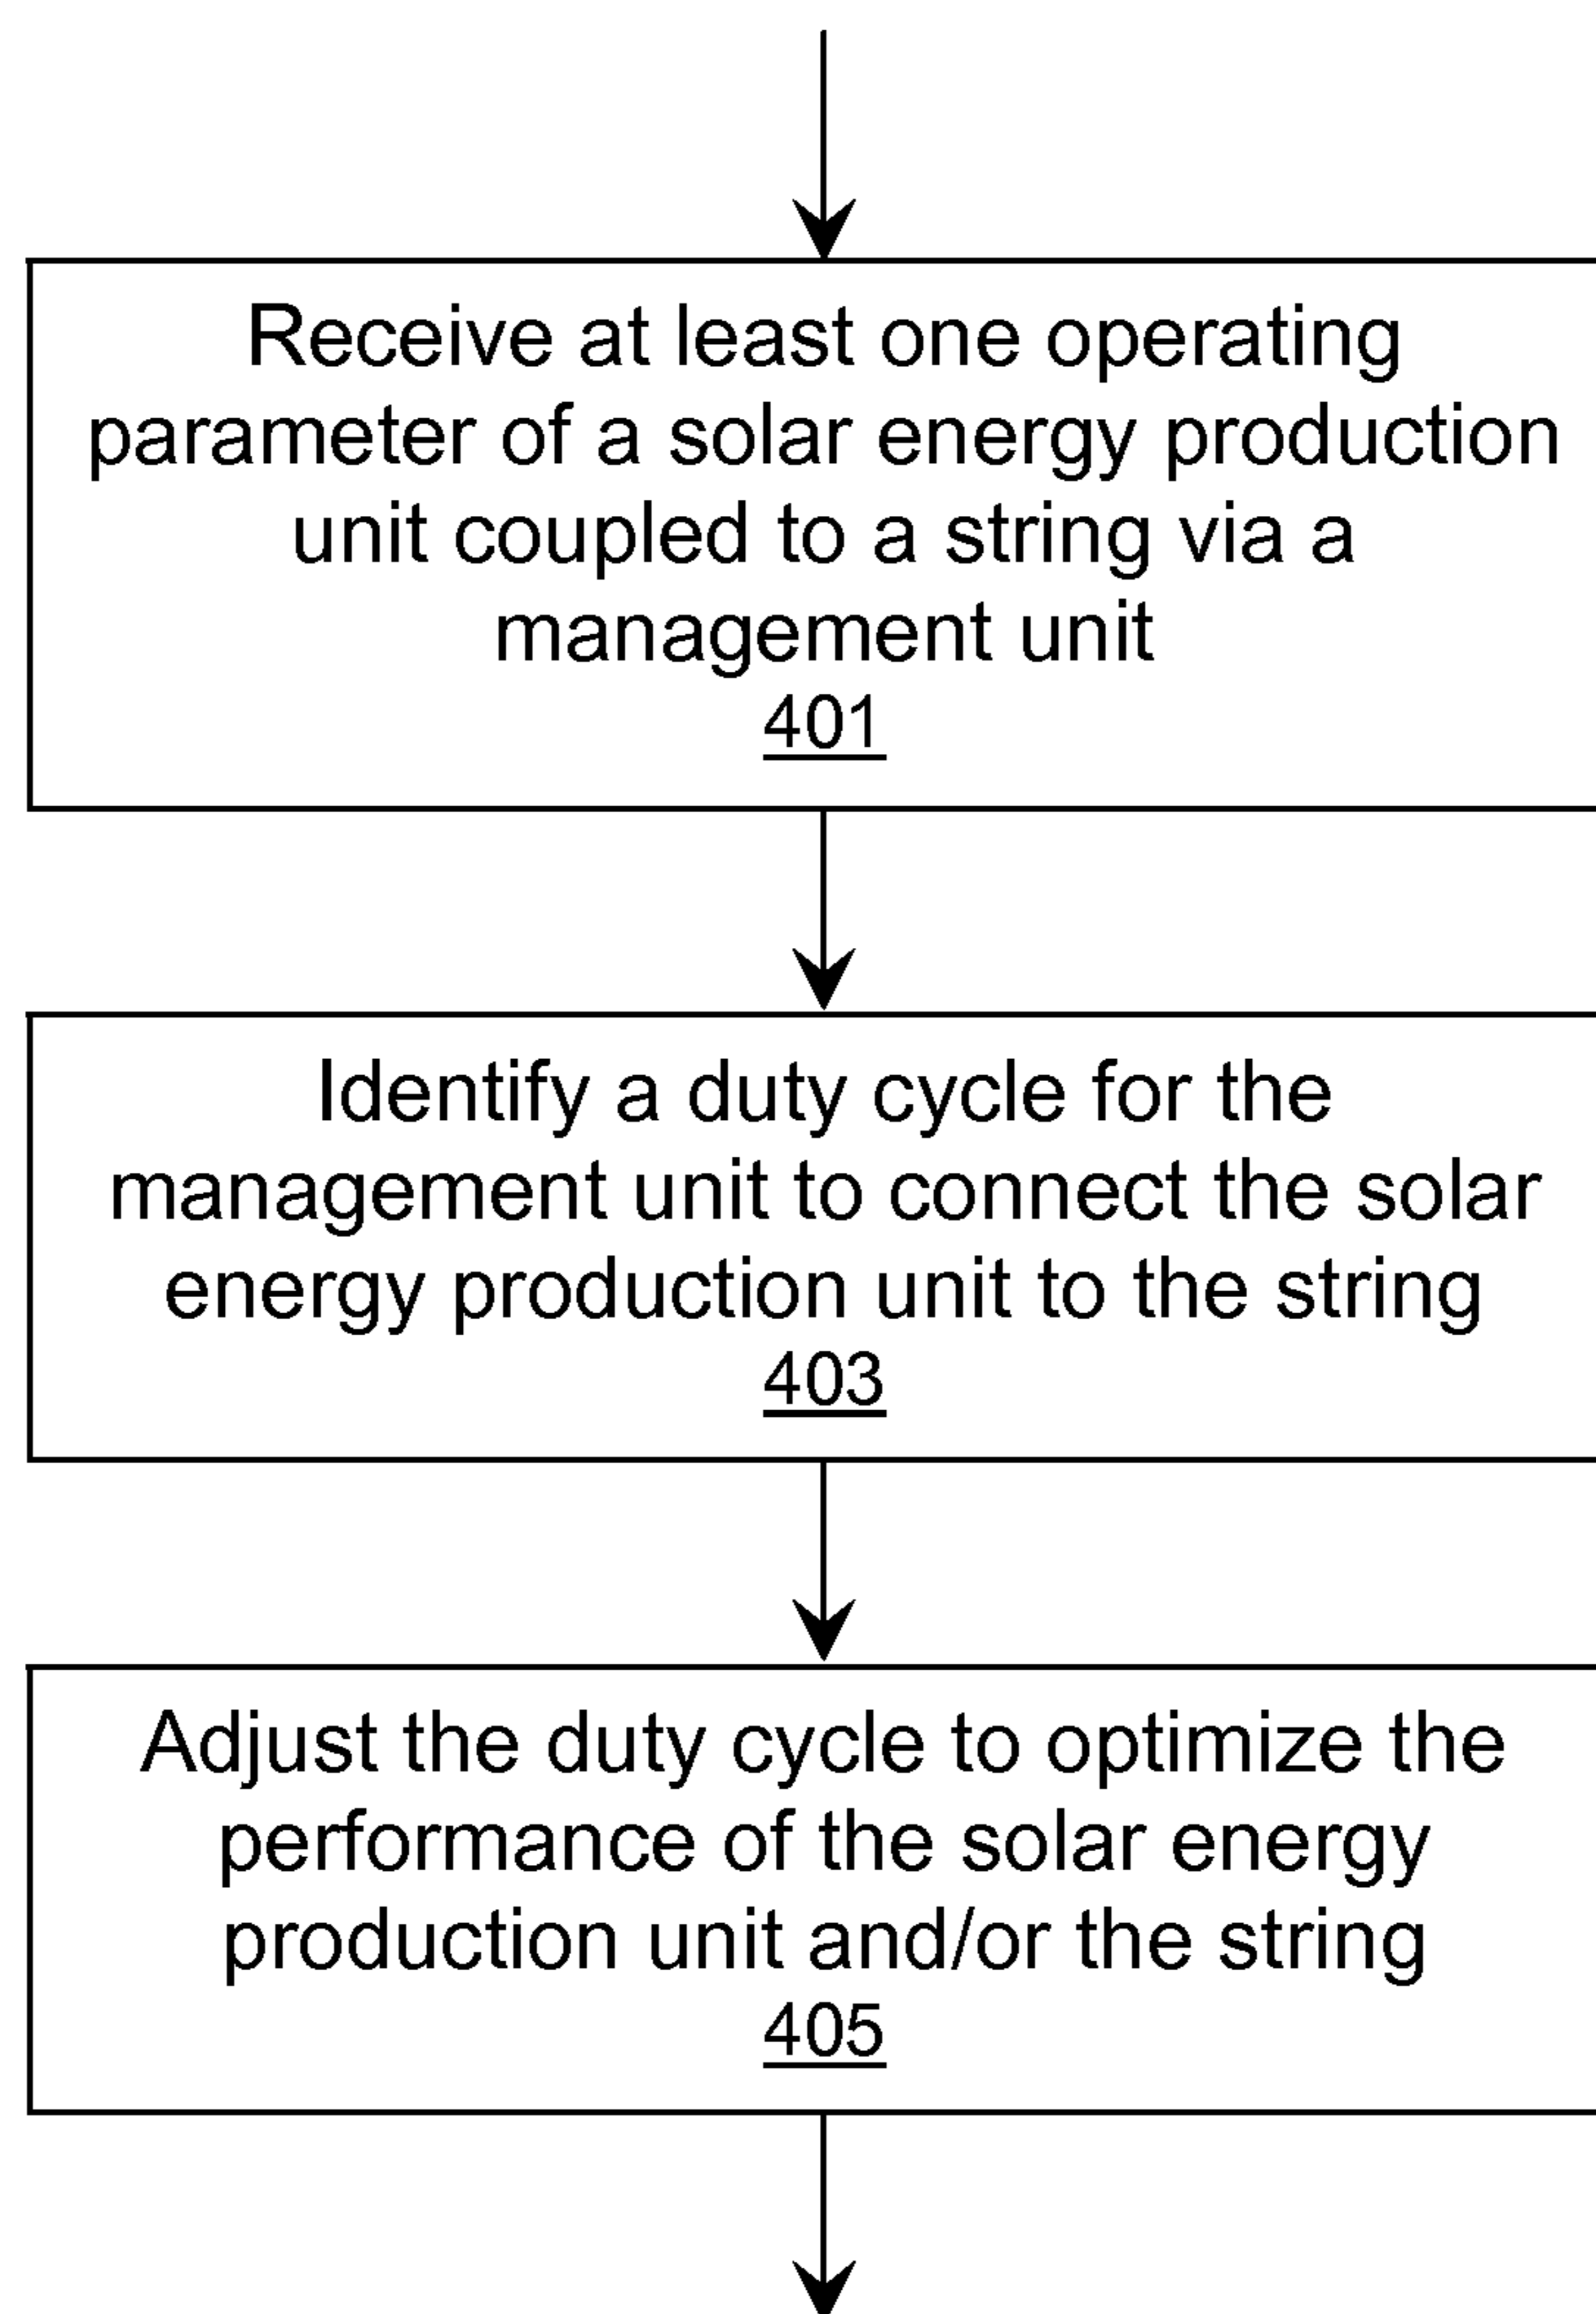 Receive at least one operating
parameter of a solar energy production
unit coupled to a string via a
management unit
401
Identify a duty cycle for the
management unit to connect the solar
energy production unit to the string
403
Adjust the duty cycle to optimize the
performance of the solar energy
production unit and/or the string
405